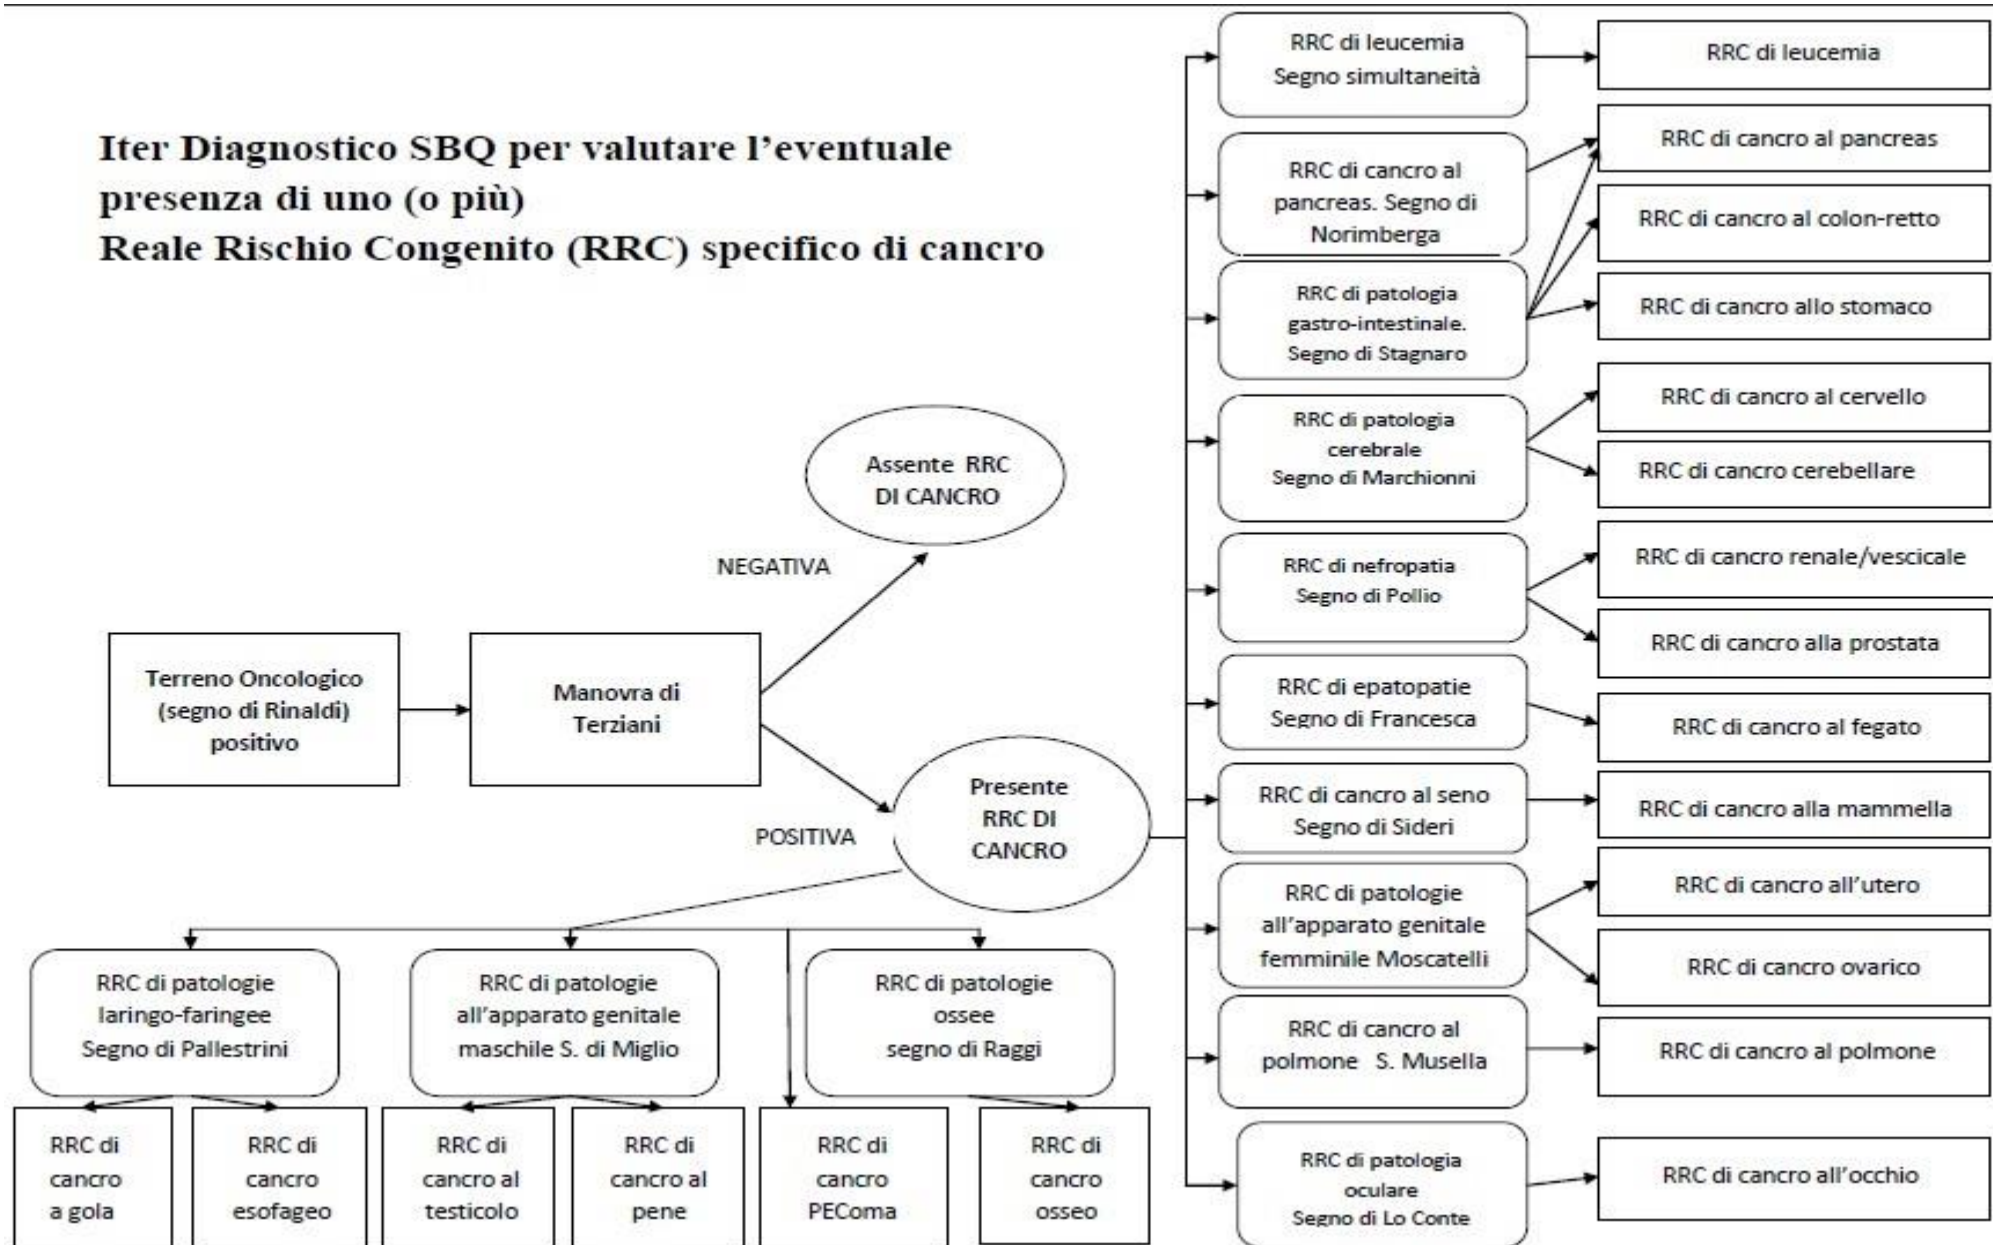 Iter Diagnostico SBQ per valutare l'eventuale
presenza di uno (o più)
Reale Rischio Congenito (RRC) specifico di cancro
Terreno Oncologico
(segno di Rinaldi)
positivo
Manovra di
Terziani
NEGATIVA
Assente RRC
DI CANCRO
POSITIVA
Presente
RRC DI
CANCRO
RRC di leucemia
Segno simultaneità
RRC di leucemia
RRC di cancro al
pancreas. Segno di
Norimberga
RRC di cancro al pancreas
RRC di patologia
gastro-intestinale.
Segno di Stagnaro
RRC di cancro al colon-retto
RRC di cancro allo stomaco
RRC di patologia
cerebrale
Segno di Marchionni
RRC di cancro al cervello
RRC di cancro cerebellare
RRC di nefropatia
Segno di Pollio
RRC di cancro renale/vescicale
RRC di cancro alla prostata
RRC di epatopatie
Segno di Francesca
RRC di cancro al fegato
RRC di cancro al seno
Segno di Sideri
RRC di cancro alla mammella
RRC di patologie
all'apparato genitale
femminile Moscatelli
RRC di cancro all'utero
RRC di cancro ovarico
RRC di cancro al
polmone S. Musella
RRC di cancro al polmone
RRC di patologia
oculare
Segno di Lo Conte
RRC di cancro all'occhio
RRC di patologie
laringo-faringee
Segno di Pallestrini
RRC di patologie
all'apparato genitale
maschile S. di Miglio
RRC di patologie
ossee
segno di Raggi
RRC di
cancro
a gola
RRC di
cancro
esofageo
RRC di
cancro al
testicolo
RRC di
cancro al
pene
RRC di
cancro
PEComa
RRC di
cancro
osseo